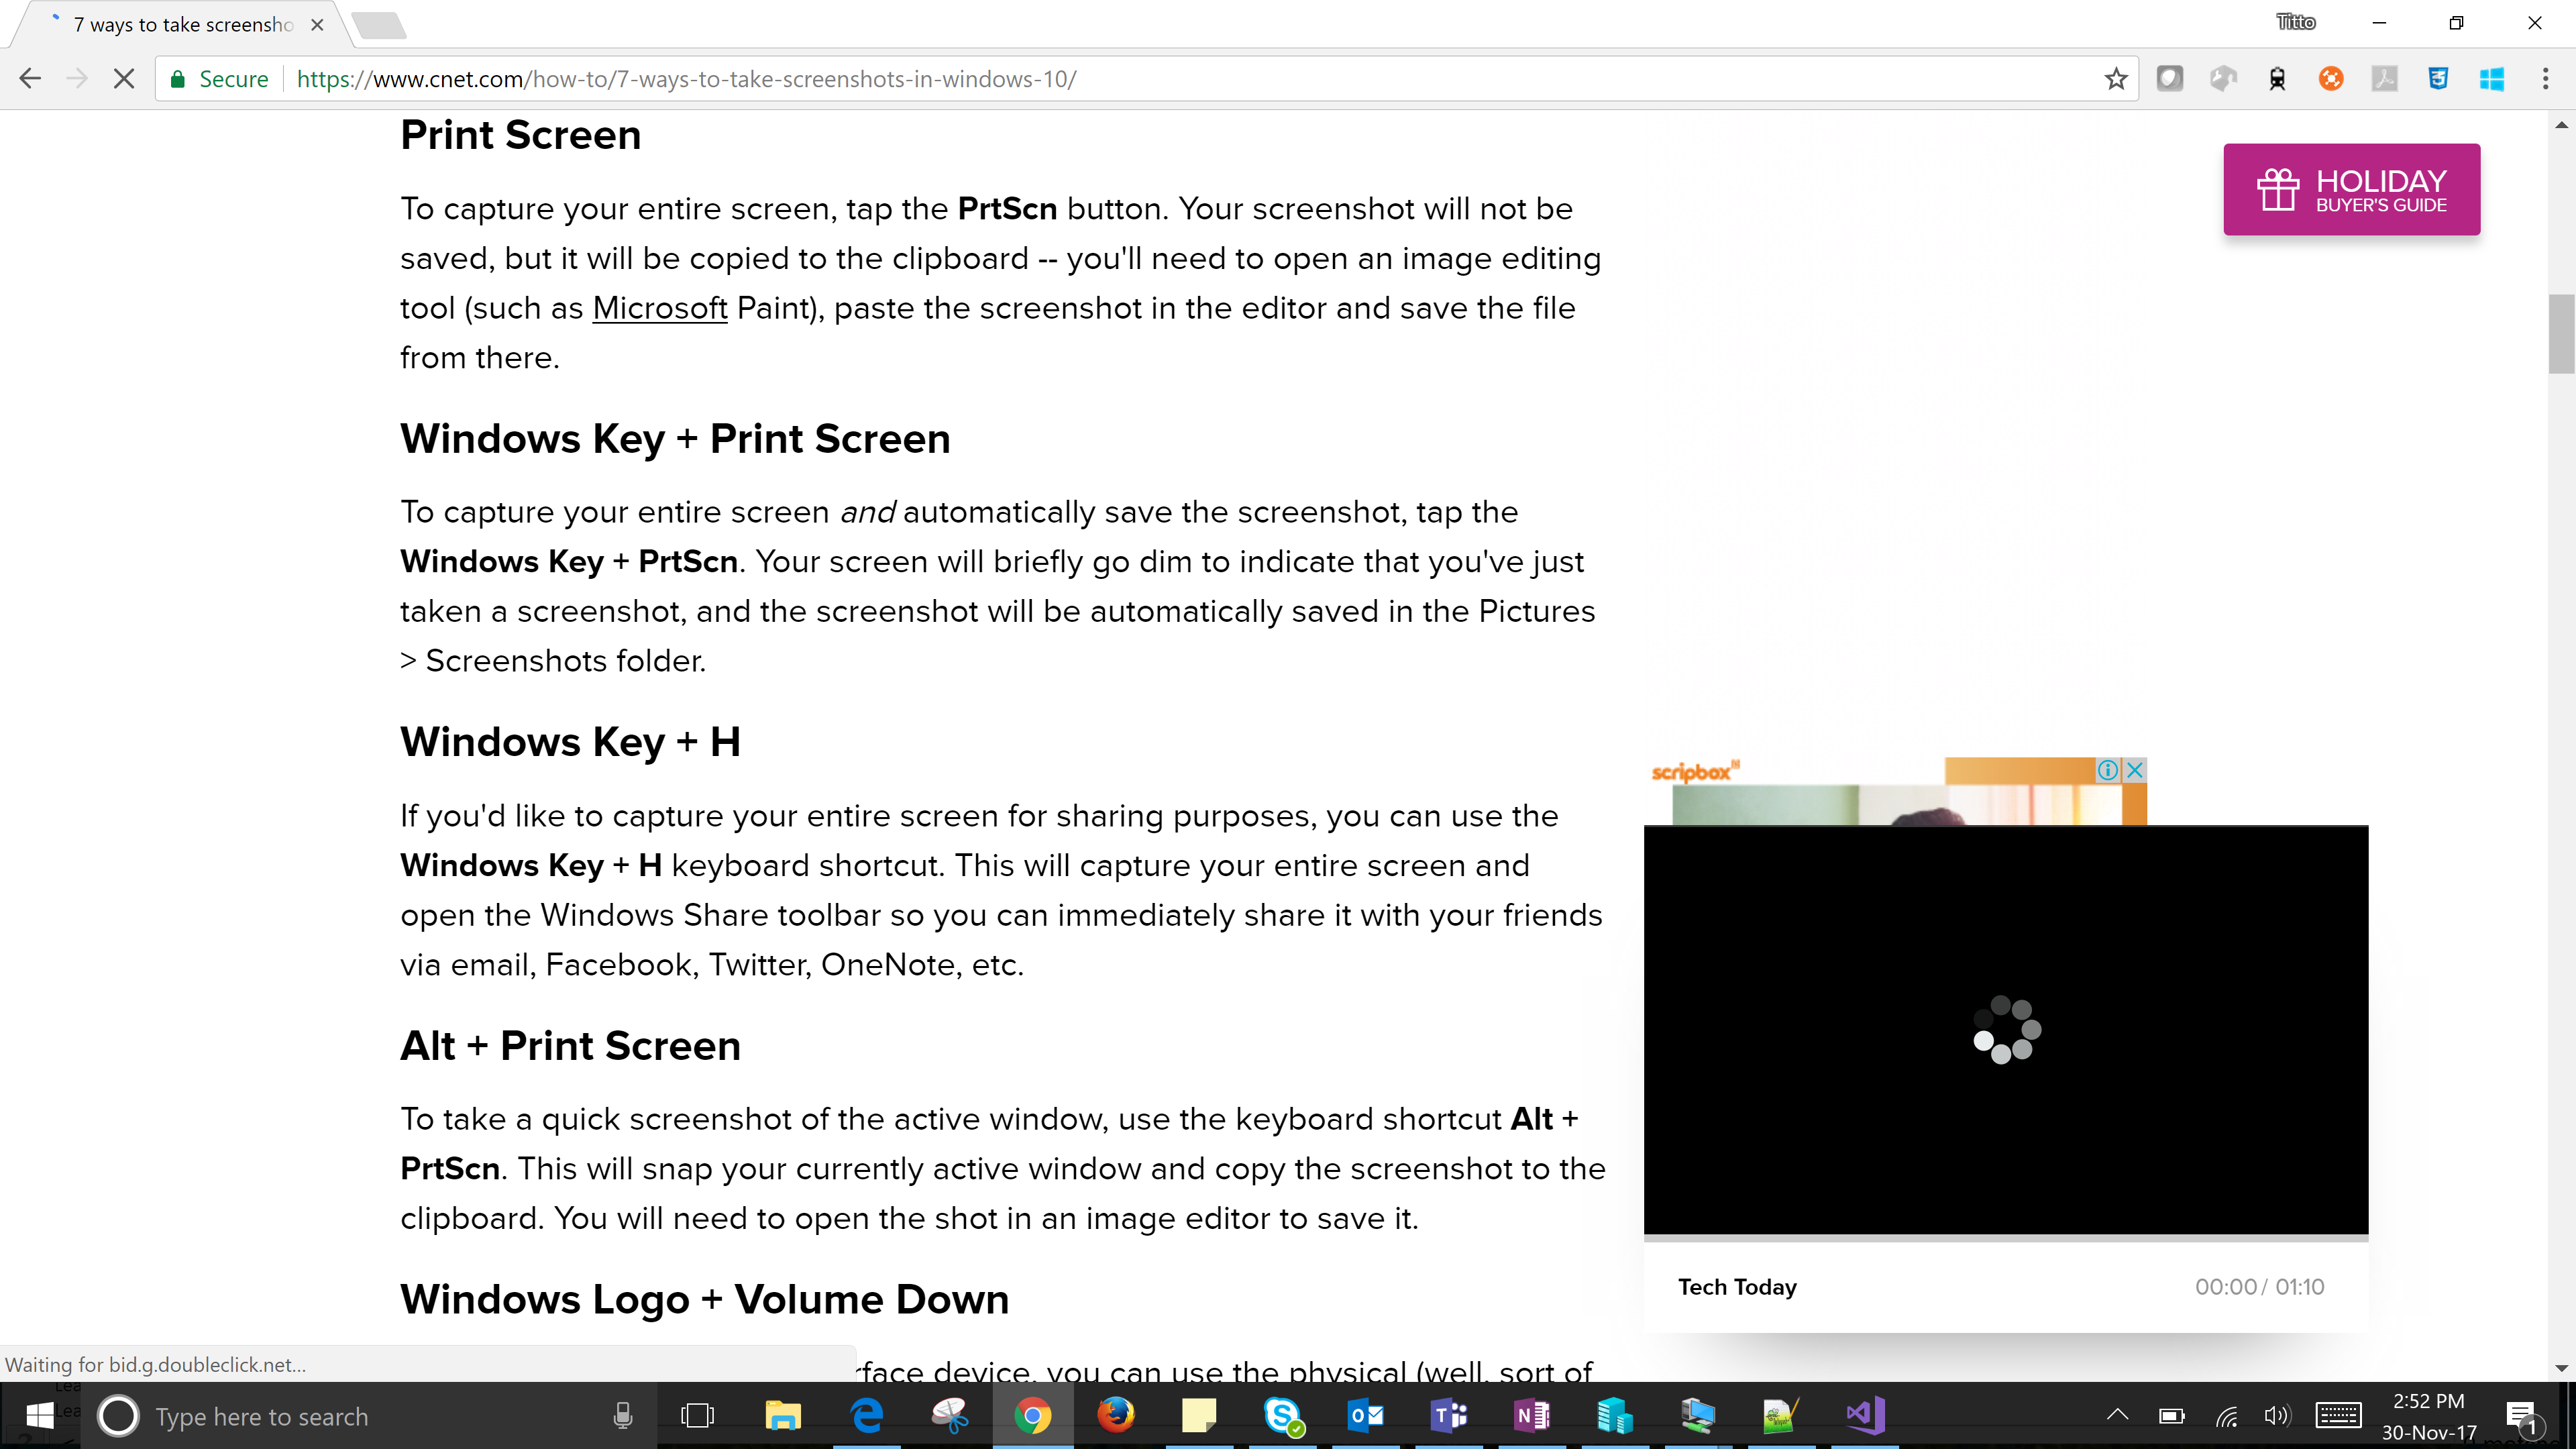 7 ways to take screensho
Titto
Secure
https://www.cnet.com/how-to/7-ways-to-take-screenshots-in-windows-10/
Print Screen
To capture your entire screen, tap the PrtScn button. Your screenshot will not be
saved, but it will be copied to the clipboard -- you'll need to open an image editing
tool (such as Microsoft Paint), paste the screenshot in the editor and save the file
from there.
HOLIDAY
BUYER'S GUIDE
Windows Key + Print Screen
To capture your entire screen and automatically save the screenshot, tap the
Windows Key + PrtScn. Your screen will briefly go dim to indicate that you've just
taken a screenshot, and the screenshot will be automatically saved in the Pictures
> Screenshots folder.
Windows Key + H
If you'd like to capture your entire screen for sharing purposes, you can use the
Windows Key + H keyboard shortcut. This will capture your entire screen and
open the Windows Share toolbar so you can immediately share it with your friends
via email, Facebook, Twitter, OneNote, etc.
scripbox
Alt + Print Screen
To take a quick screenshot of the active window, use the keyboard shortcut Alt +
PrtScn. This will snap your currently active window and copy the screenshot to the
clipboard. You will need to open the shot in an image editor to save it.
Tech Today
00:00 / 01:10
Windows Logo + Volume Down
rface device, you can use the physical (well, sort of
Waiting for bid.g.doubleclick.net...
Type here to search
2:52 PM
30-Nov-17
1